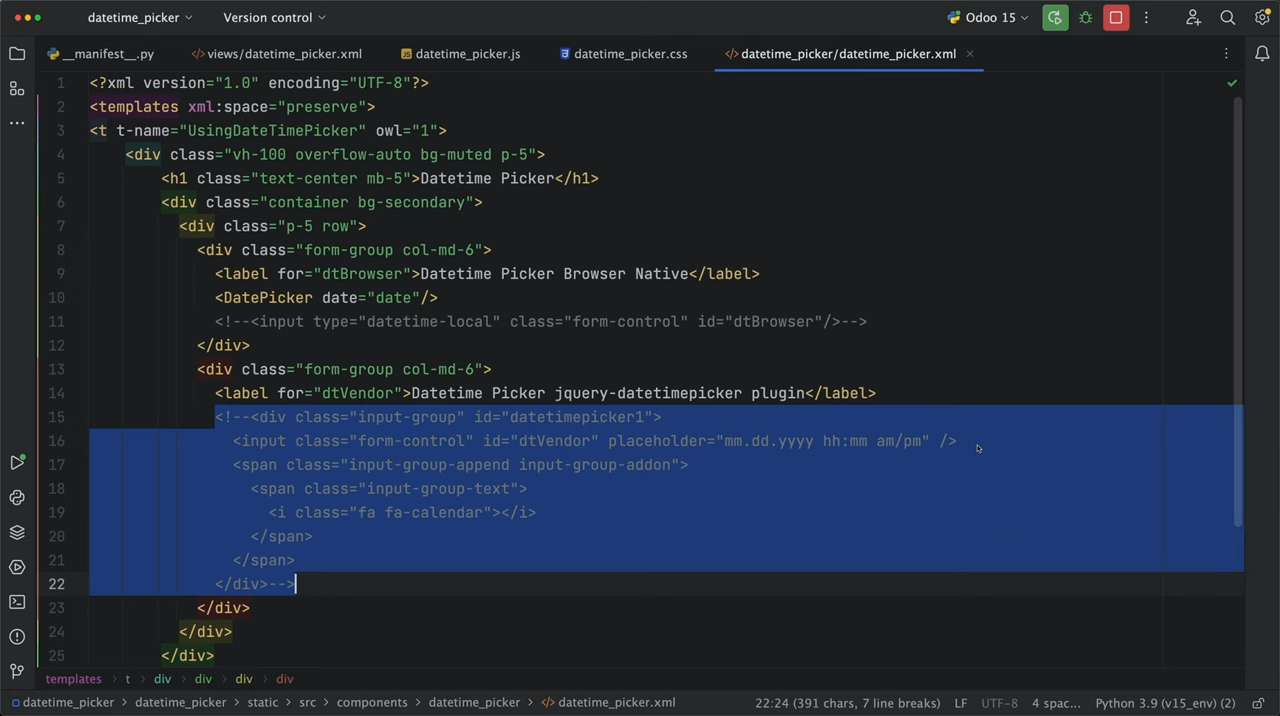 datetime_picker
Version control
Odoo 15
__manifest__.py
views/datetime_picker.xml
datetime_picker.js
datetime_picker.css
datetime_picker/datetime_picker.xml
1 <?xml version="1.0" encoding="UTF-8"?>
2 <templates xml:space="preserve">
3 <t t-name="UsingDateTimePicker" owl="1">
4 <div class="vh-100 overflow-auto bg-muted p-5">
5 <h1 class="text-center mb-5">Datetime Picker</h1>
6 <div class="container bg-secondary">
7 <div class="p-5 row">
8 <div class="form-group col-md-6">
9 <label for="dtBrowser">Datetime Picker Browser Native</label>
10 <DatePicker date="date"/>
11 <!--<input type="datetime-local" class="form-control" id="dtBrowser"/>-->
12 </div>
13 <div class="form-group col-md-6">
14 <label for="dtVendor">Datetime Picker jquery-datetimepicker plugin</label>
15 <!--<div class="input-group" id="datetimepicker1">
16 <input class="form-control" id="dtVendor" placeholder="mm.dd.yyyy hh:mm am/pm" />
17 <span class="input-group-append input-group-addon">
18 <span class="input-group-text">
19 <i class="fa fa-calendar"></i>
20 </span>
21 </span>
22 </div>-->
23 </div>
24 </div>
25 </div>
templates › t › div › div › div › div
datetime_picker › datetime_picker › static › src › components › datetime_picker › datetime_picker.xml
22:24 (391 chars, 7 line breaks) LF UTF-8 4 spac... Python 3.9 (v15_env) (2)